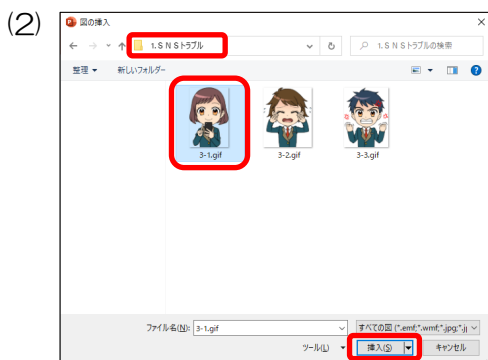 (2)
図の挿入
1.ＳＮＳトラブル
1.ＳＮＳトラブルの検索
整理 新しいフォルダー
3-1.gif
3-2.gif
3-3.gif
ファイル名(N): 3-1.gif
すべての図 (*.emf;*.wmf;*.jpg;*.j
ツール(L) 挿入(S) キャンセル